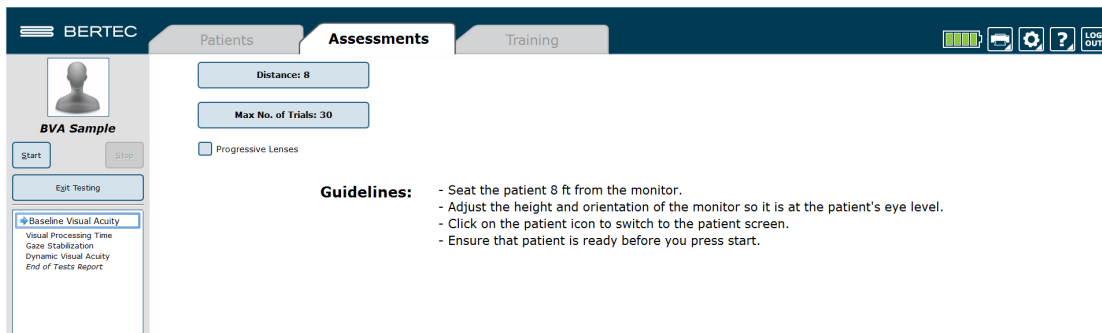 BERTEC
Patients
Assessments
Training
LOG
OUT
Distance: 8
Max No. of Trials: 30
BVA Sample
Progressive Lenses
Start
Stop
Exit Testing
Guidelines:
- Seat the patient 8 ft from the monitor.
- Adjust the height and orientation of the monitor so it is at the patient's eye level.
- Click on the patient icon to switch to the patient screen.
- Ensure that patient is ready before you press start.
Baseline Visual Acuity
Visual Processing Time
Gaze Stabilization
Dynamic Visual Acuity
End of Tests Report